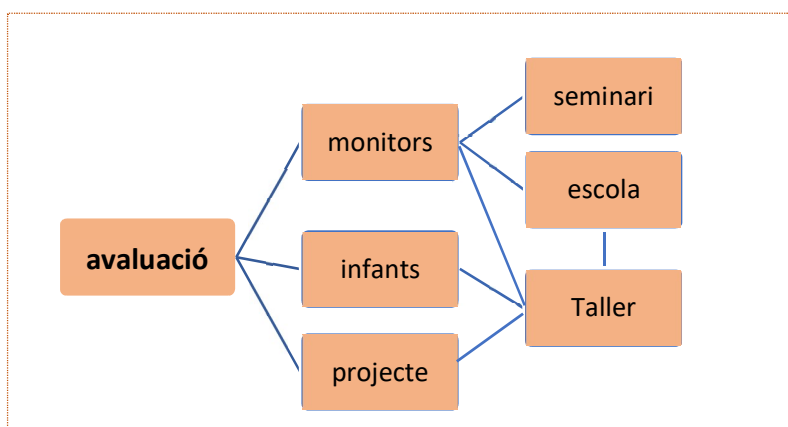 seminari
monitors
escola
avaluació
infants
Taller
projecte